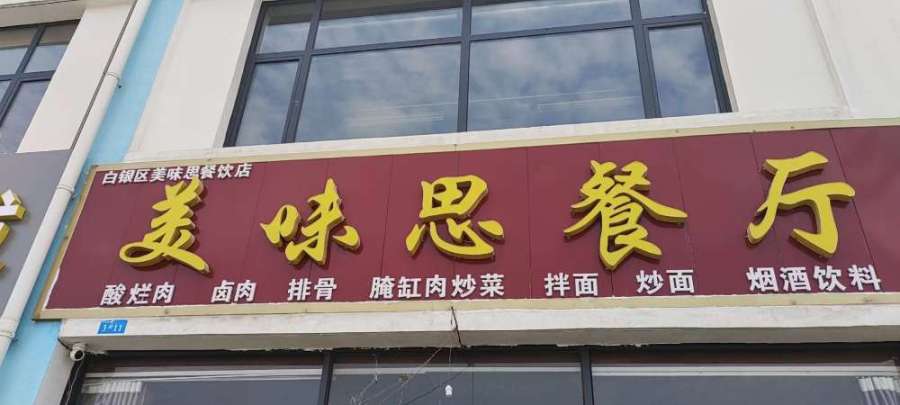 白银区美味思餐饮店
美味思餐厅
酸烂肉 卤肉 排骨 腌缸肉炒菜 拌面 炒面 烟酒饮料